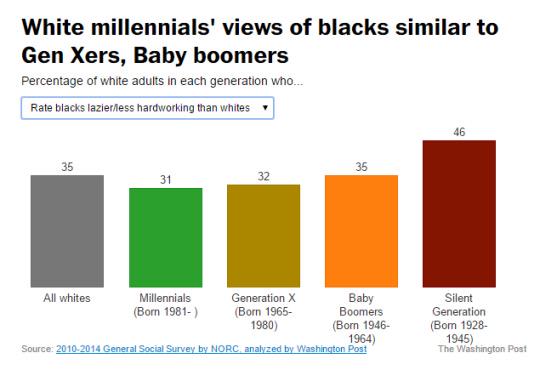 White millennials' views of blacks similar to
Gen Xers, Baby boomers
Percentage of white adults in each generation who...
Rate blacks lazier/less hardworking than whites
35
31
32
35
46
All whites
Millennials
(Born 1981- )
Generation X
(Born 1965-
1980)
Baby
Boomers
(Born 1946-
1964)
Silent
Generation
(Born 1928-
1945)
Source: 2010-2014 General Social Survey by NORC, analyzed by Washington Post
The Washington Post